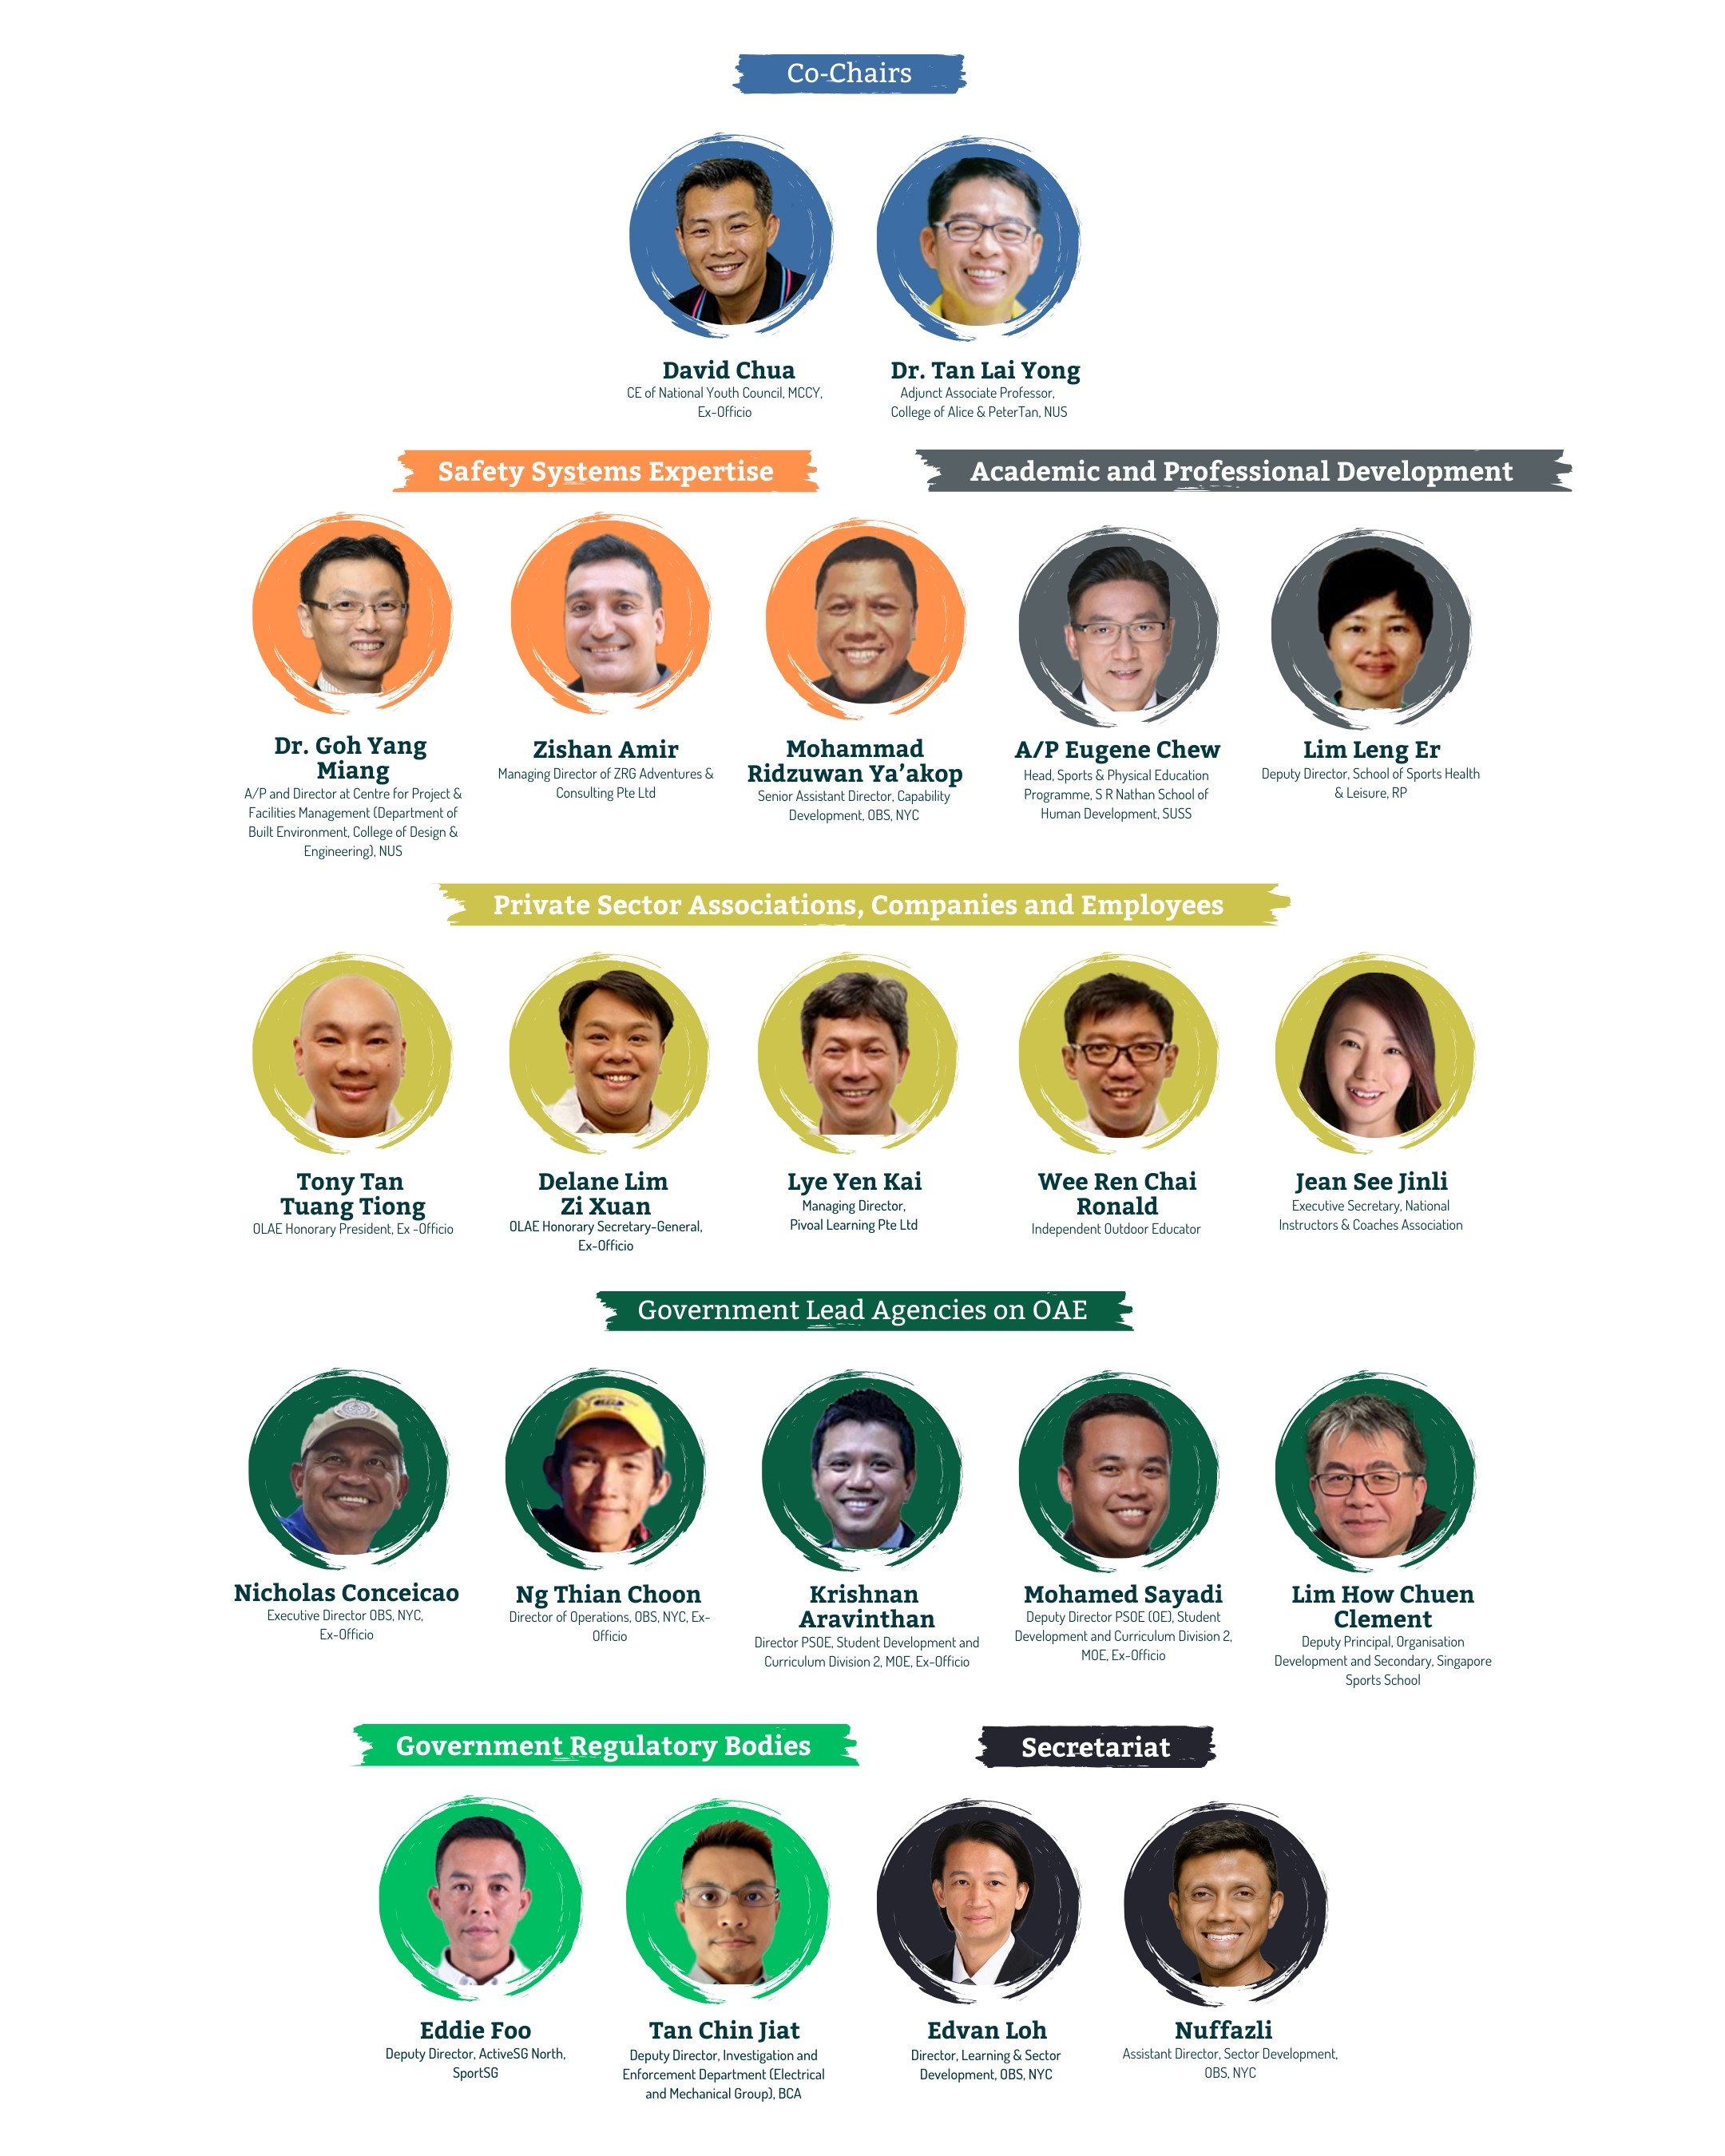 Co-Chairs
David Chua
CE of National Youth Council, MCCY,
Ex-Officio
Dr. Tan Lai Yong
Adjunct Associate Professor,
College of Alice & PeterTan, NUS
Safety Systems Expertise
Dr. Goh Yang
Miang
A/P and Director at Centre for Project &
Facilities Management (Department of
Built Environment, College of Design &
Engineering), NUS
Zishan Amir
Managing Director of ZRG Adventures &
Consulting Pte Ltd
Mohammad
Ridzuwan Ya’akop
Senior Assistant Director, Capability
Development, OBS, NYC
Academic and Professional Development
A/P Eugene Chew
Head, Sports & Physical Education
Programme, S R Nathan School of
Human Development, SUSS
Lim Leng Er
Deputy Director, School of Sports Health
& Leisure, RP
Private Sector Associations, Companies and Employees
Tony Tan
Tuang Tiong
OLAE Honorary President, Ex -Officio
Delane Lim
Zi Xuan
OLAE Honorary Secretary-General,
Ex-Officio
Lye Yen Kai
Managing Director,
Pivoal Learning Pte Ltd
Wee Ren Chai
Ronald
Independent Outdoor Educator
Jean See Jinli
Executive Secretary, National
Instructors & Coaches Association
Government Lead Agencies on OAE
Nicholas Conceicao
Executive Director OBS, NYC,
Ex-Officio
Ng Thian Choon
Director of Operations, OBS, NYC, Ex-
Officio
Krishnan
Aravinthan
Director PSOE, Student Development and
Curriculum Division 2, MOE, Ex-Officio
Mohamed Sayadi
Deputy Director PSOE (OE), Student
Development and Curriculum Division 2,
MOE, Ex-Officio
Lim How Chuen
Clement
Deputy Principal, Organisation
Development and Secondary, Singapore
Sports School
Government Regulatory Bodies
Eddie Foo
Deputy Director, ActiveSG North,
SportSG
Tan Chin Jiat
Deputy Director, Investigation and
Enforcement Department (Electrical
and Mechanical Group), BCA
Secretariat
Edvan Loh
Director, Learning & Sector
Development, OBS, NYC
Nuffazli
Assistant Director, Sector Development,
OBS, NYC